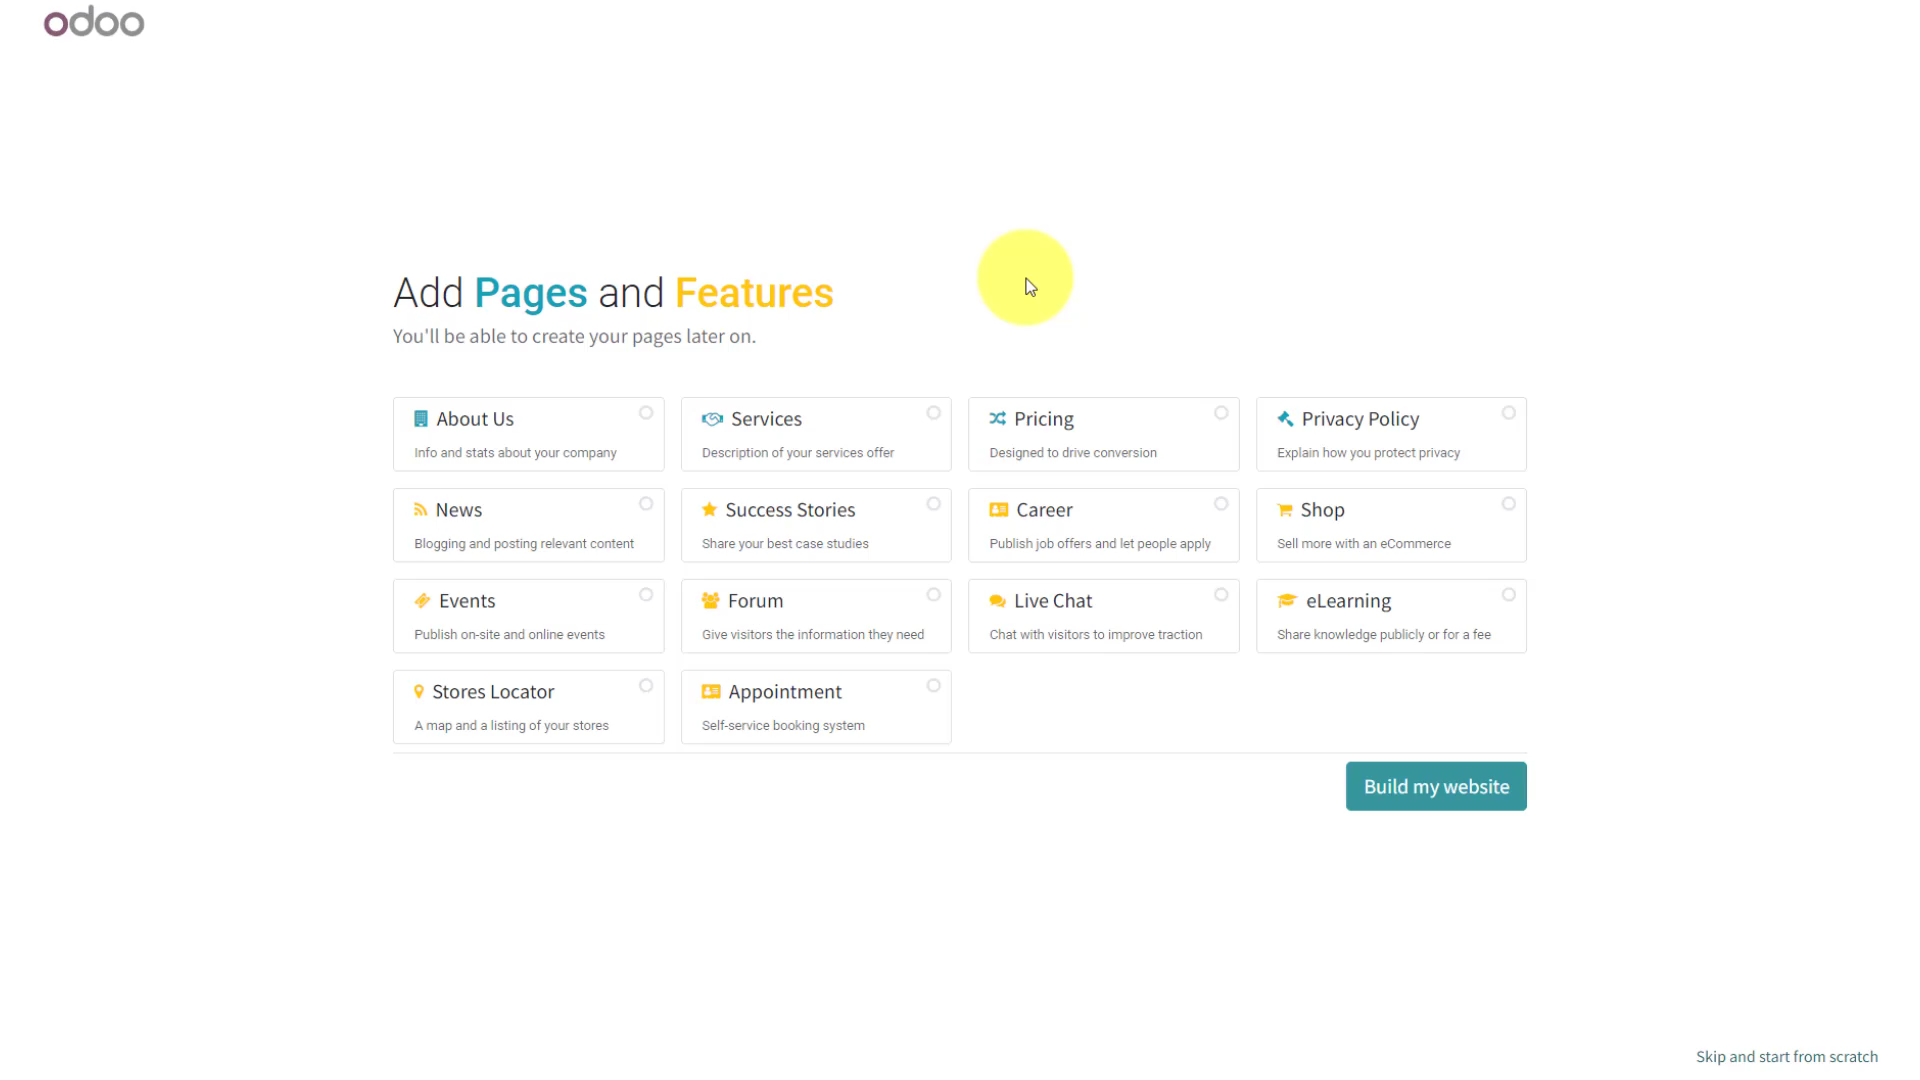 odoo
Add Pages and Features
You'll be able to create your pages later on.
About Us
Info and stats about your company
Services
Description of your services offer
Pricing
Designed to drive conversion
Privacy Policy
Explain how you protect privacy
News
Blogging and posting relevant content
Success Stories
Share your best case studies
Career
Publish job offers and let people apply
Shop
Sell more with an eCommerce
Events
Publish on-site and online events
Forum
Give visitors the information they need
Live Chat
Chat with visitors to improve traction
eLearning
Share knowledge publicly or for a fee
Stores Locator
A map and a listing of your stores
Appointment
Self-service booking system
Build my website
Skip and start from scratch